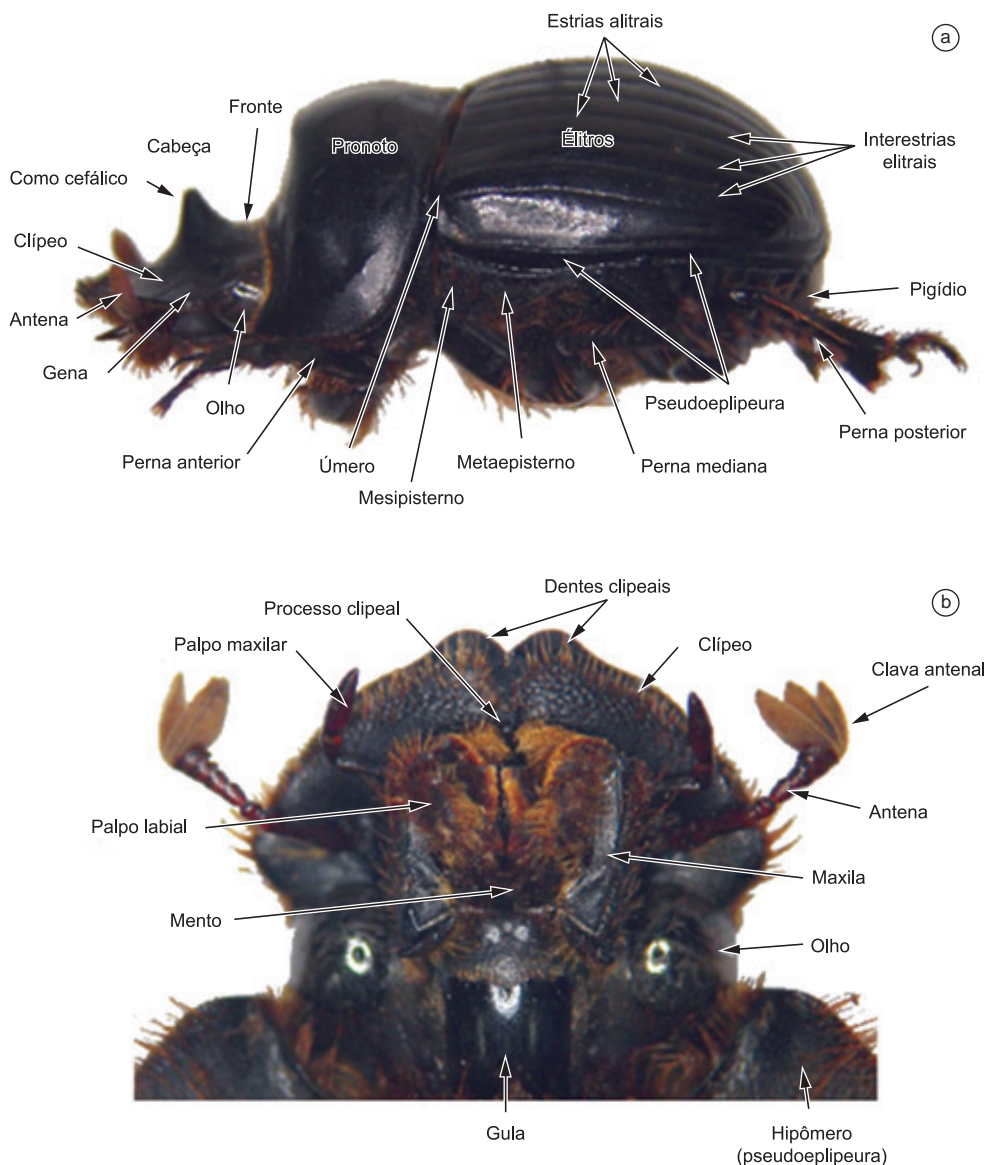 Estrias alitrais
a
Fronte
Cabeça
Pronoto
Élitros
Interestrias
elitrais
Como cefálico
Clípeo
Antena
Pigídio
Gena
Olho
Pseudoeplipeura
Perna posterior
Perna anterior
Úmero
Metaepisterno
Perna mediana
Mesipisterno
Dentes clipeais
b
Processo clipeal
Palpo maxilar
Clípeo
Clava antenal
Antena
Palpo labial
Maxila
Mento
Olho
Gula
Hipômero
(pseudoeplipeura)